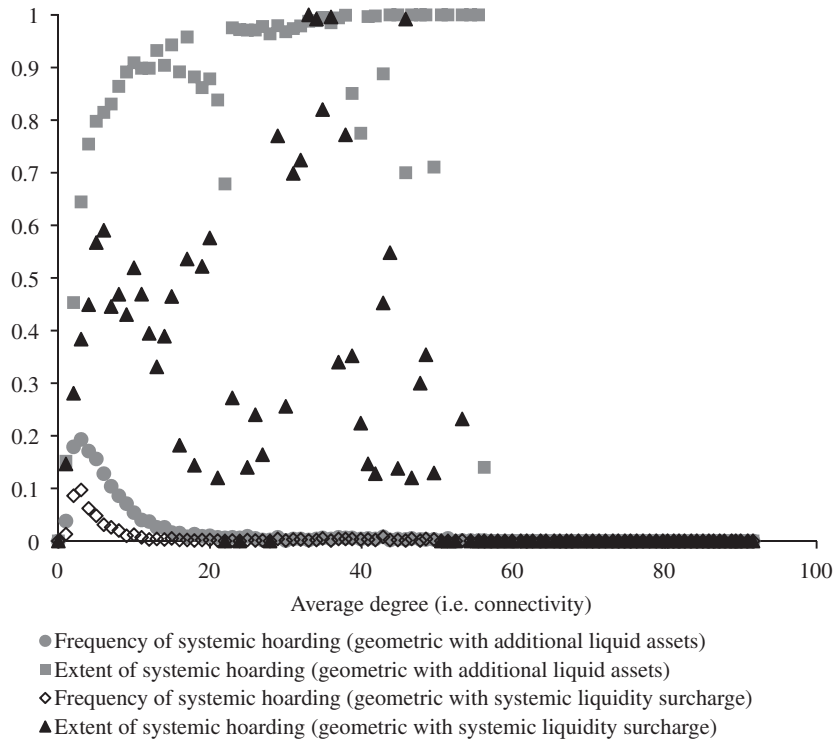 1
0.9
0.8
0.7
0.6
0.5
0.4
0.3
0.2
0.1
0
0 20 40 60 80 100
Average degree (i.e. connectivity)
Frequency of systemic hoarding (geometric with additional liquid assets)
Extent of systemic hoarding (geometric with additional liquid assets)
Frequency of systemic hoarding (geometric with systemic liquidity surcharge)
Extent of systemic hoarding (geometric with systemic liquidity surcharge)